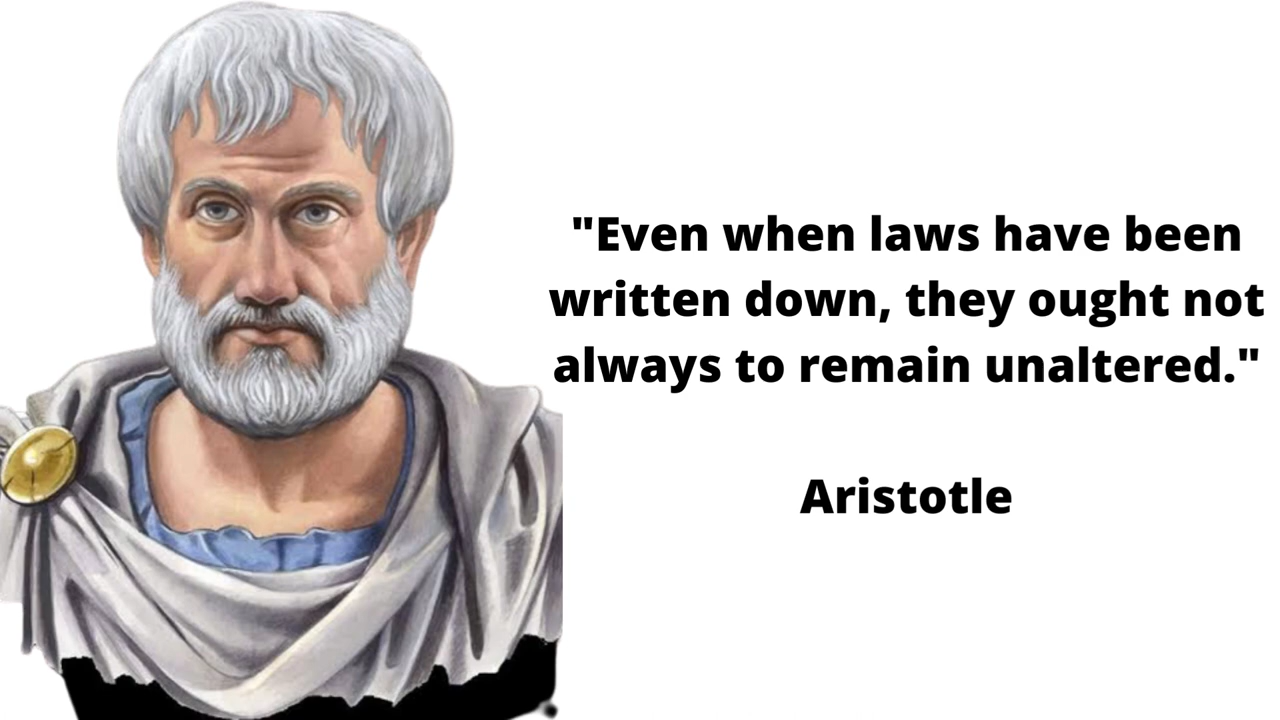 "Even when laws have been
written down, they ought not
always to remain unaltered."
Aristotle